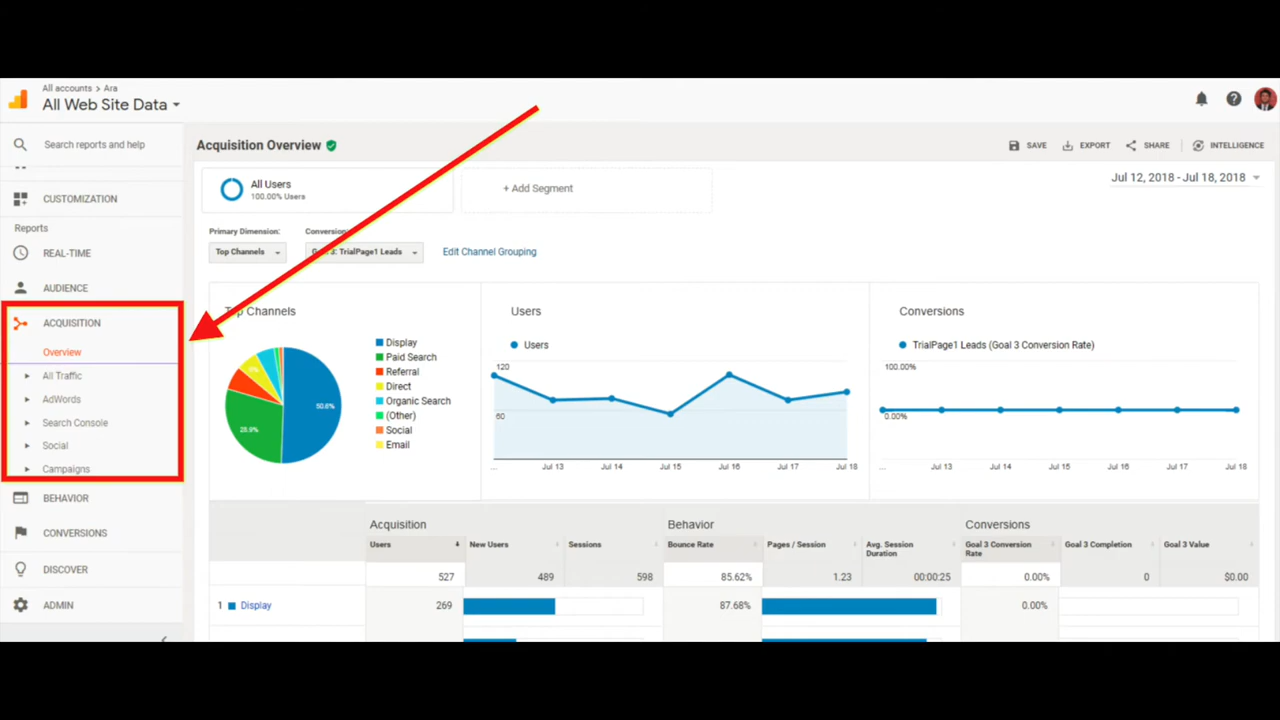 All accounts > Ara
All Web Site Data
Search reports and help
CUSTOMIZATION
Reports
REAL-TIME
AUDIENCE
ACQUISITION
Overview
All Traffic
AdWords
Search Console
Social
Campaigns
BEHAVIOR
CONVERSIONS
DISCOVER
ADMIN
Acquisition Overview
SAVE EXPORT SHARE INTELLIGENCE
All Users
100.00% Users
+ Add Segment
Jul 12, 2018 - Jul 18, 2018
Primary Dimension: Conversion:
Top Channels Goal 3: TrialPage1 Leads Edit Channel Grouping
Top Channels
Display
Paid Search
Referral
Direct
Organic Search
(Other)
Social
Email
50.6%
Users
Users
120
60
... Jul 13 Jul 14 Jul 15 Jul 16 Jul 17 Jul 18
Conversions
TrialPage1 Leads (Goal 3 Conversion Rate)
100.00%
0.00%
... Jul 13 Jul 14 Jul 15 Jul 16 Jul 17 Jul 18
Acquisition Behavior Conversions
Users New Users Sessions Bounce Rate Pages / Session Avg. Session Duration Goal 3 Conversion Rate Goal 3 Completion Goal 3 Value
527 489 598 85.62% 1.23 00:00:25 0.00% 0 $0.00
1 Display 269 87.68% 0.00%